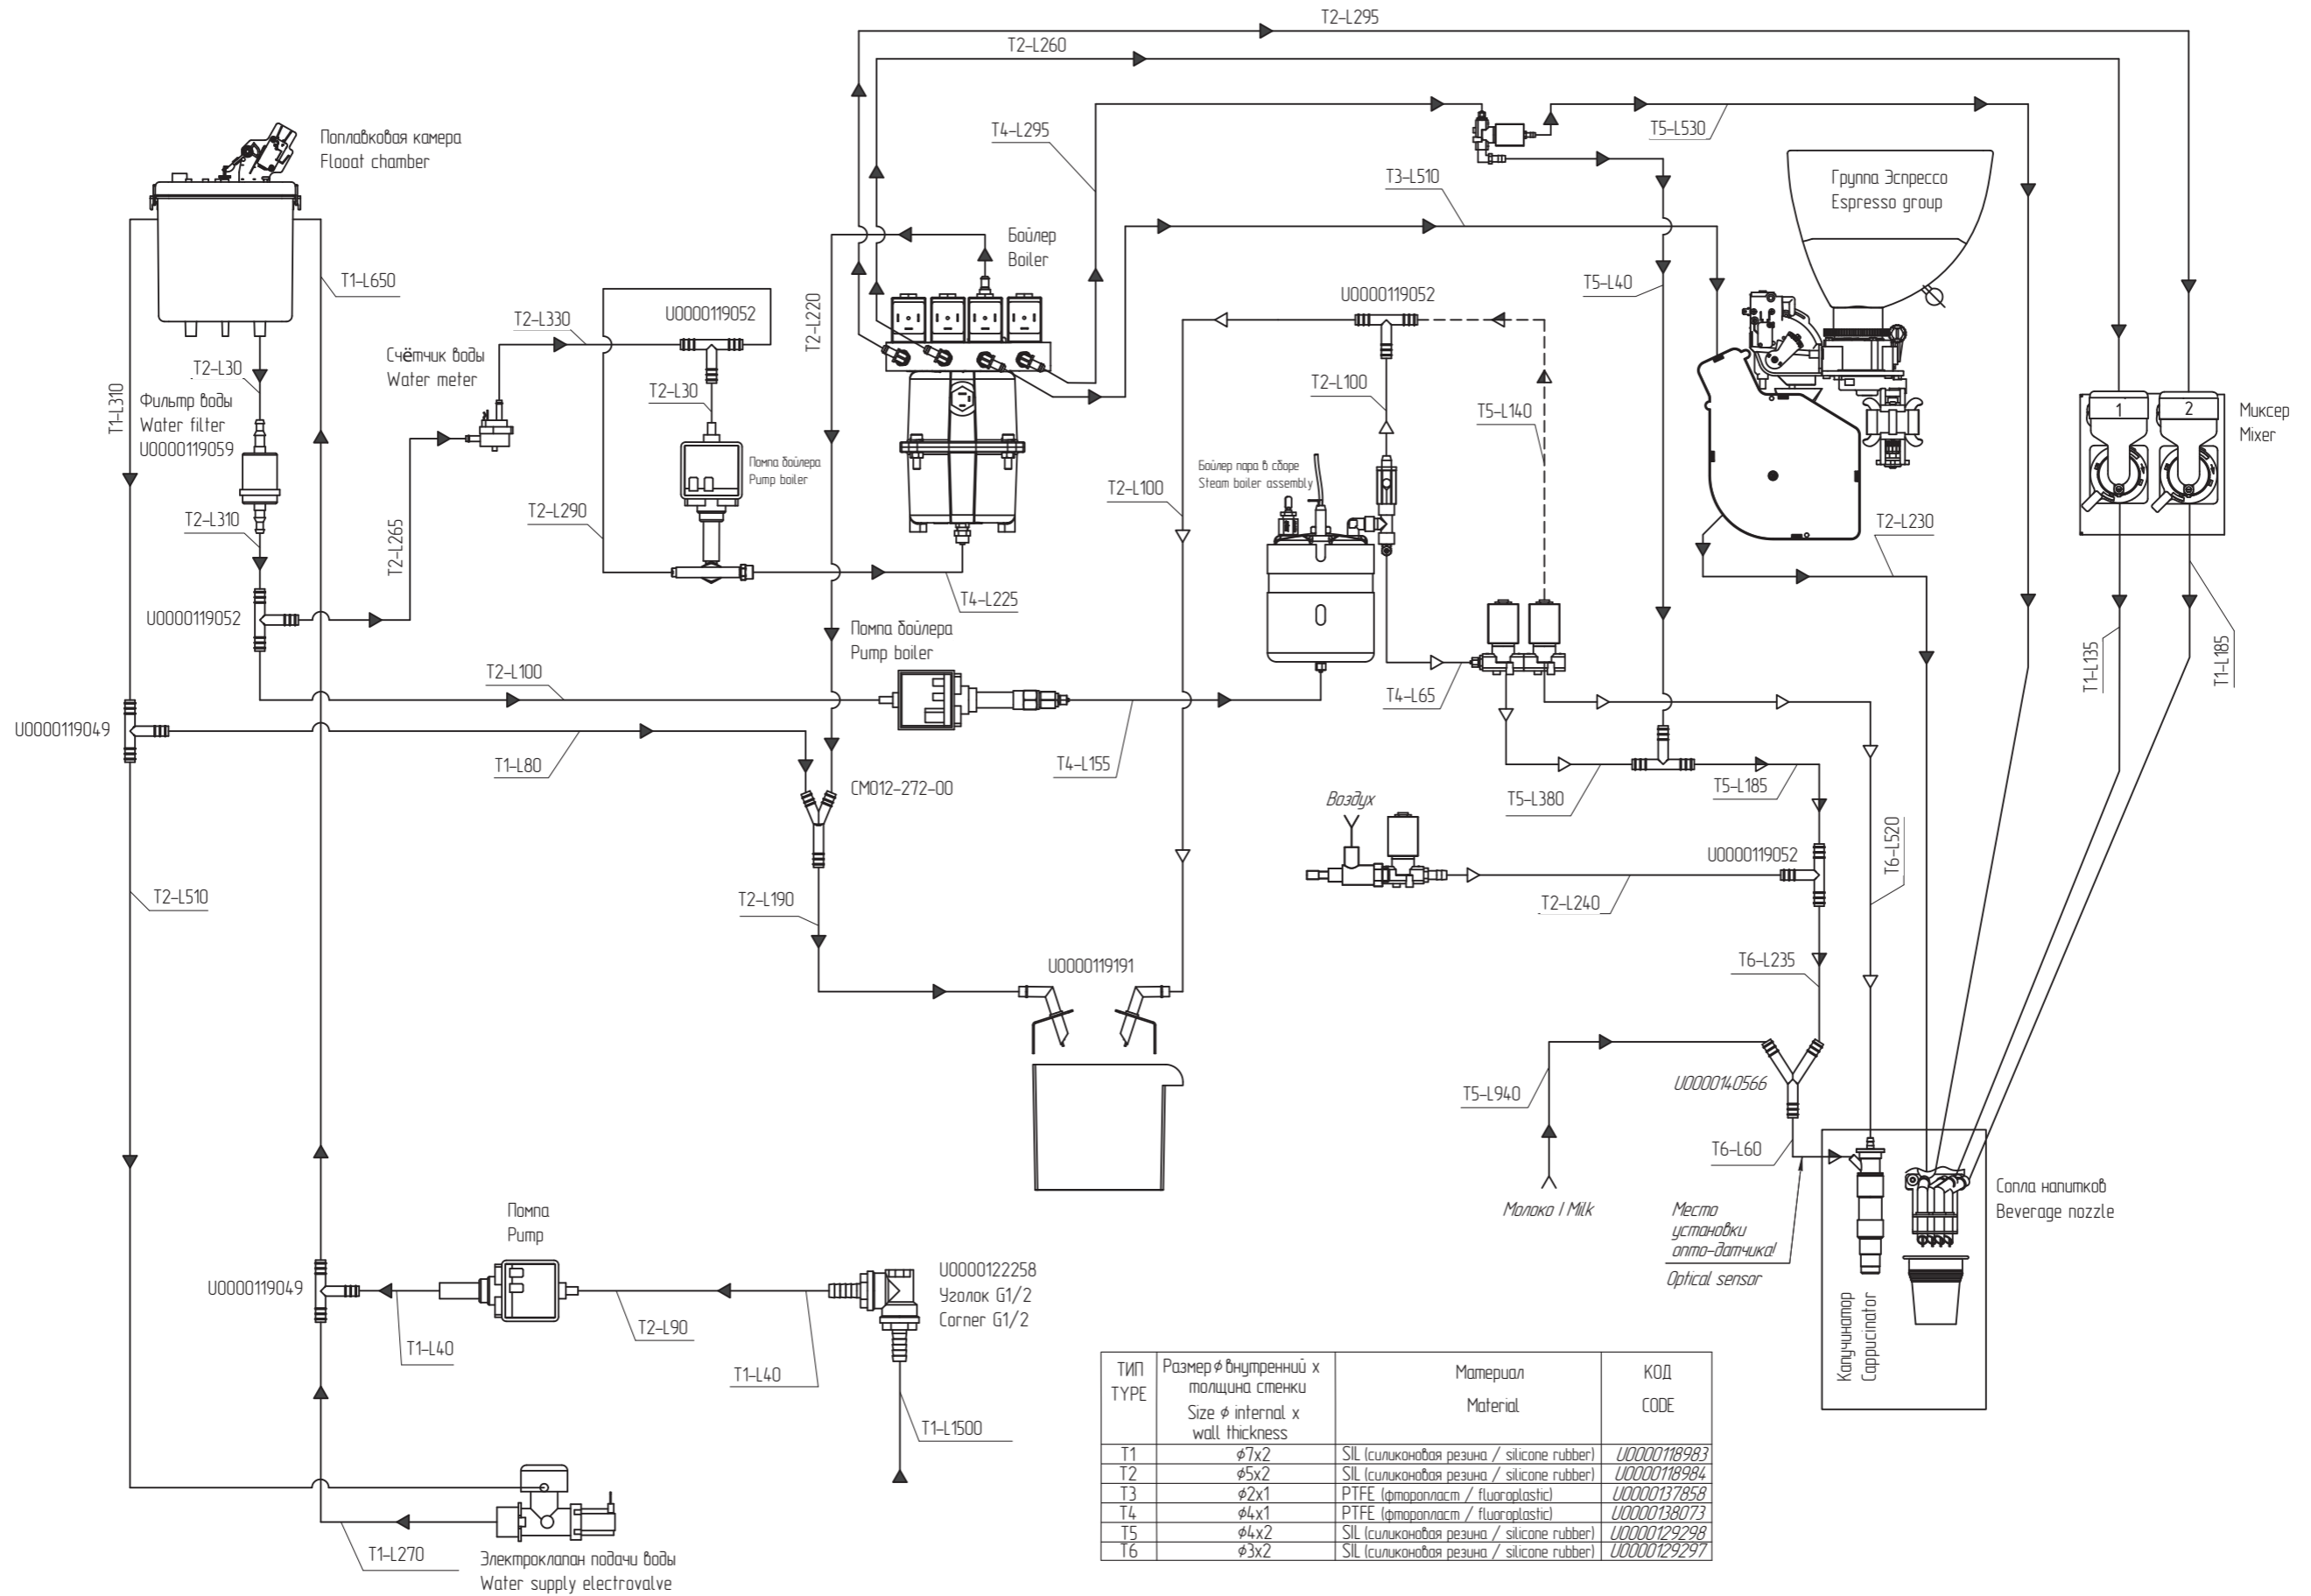 T2-L295
T2-L260
T4-L295
T5-L530
Поплавковая камера
Flooat chamber
T3-L510
Группа Эспрессо
Espresso group
Бойлер
Boiler
T1-L650
T2-L220
T5-L40
U0000119052
T2-L330
U0000119052
Счётчик воды
Water meter
T2-L30
T1-L310
Фильтр воды
Water filter
U0000119059
T2-L30
T2-L100
T5-L140
1
2
Миксер
Mixer
Помпа бойлера
Pump boiler
Бойлер пара в сборе
Steam boiler assembly
T2-L100
T2-L310
T2-L290
T2-L265
T2-L230
T4-L225
U0000119052
Помпа бойлера
Pump boiler
T2-L100
T4-L65
T1-L135
T1-L185
U0000119049
T1-L80
T4-L155
CM012-272-00
T5-L380
T5-L185
Воздух
U0000119052
T6-L520
T2-L510
T2-L190
T2-L240
U0000119191
T6-L235
T5-L940
U0000140566
T6-L60
Молоко / Milk
Место
установки
опто-датчика!
Optical sensor
Сопла напитков
Beverage nozzle
Капучинатор
Cappucinator
Помпа
Pump
U0000119049
U0000122258
Уголок G1/2
Corner G1/2
T1-L40
T2-L90
T1-L40
T1-L1500
T1-L270
Электроклапан подачи воды
Water supply electrovalve
ТИП
TYPE
Размер ϕ внутренний x
толщина стенки
Size ϕ internal x
wall thickness
Материал
Material
КОД
CODE
T1 ϕ7x2 SIL (силиконовая резина / silicone rubber) U0000118983
T2 ϕ5x2 SIL (силиконовая резина / silicone rubber) U0000118984
T3 ϕ2x1 PTFE (фторопласт / fluoroplastic) U0000137858
T4 ϕ4x1 PTFE (фторопласт / fluoroplastic) U0000138073
T5 ϕ4x2 SIL (силиконовая резина / silicone rubber) U0000129298
T6 ϕ3x2 SIL (силиконовая резина / silicone rubber) U0000129297